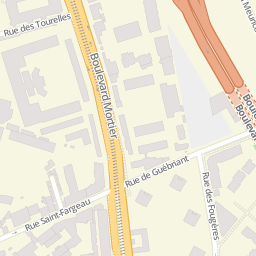 Rue des Tourelles
Boulevard Mortier
Rue de Guébriant
Rue Saint-Fargeau
Rue des Fougères